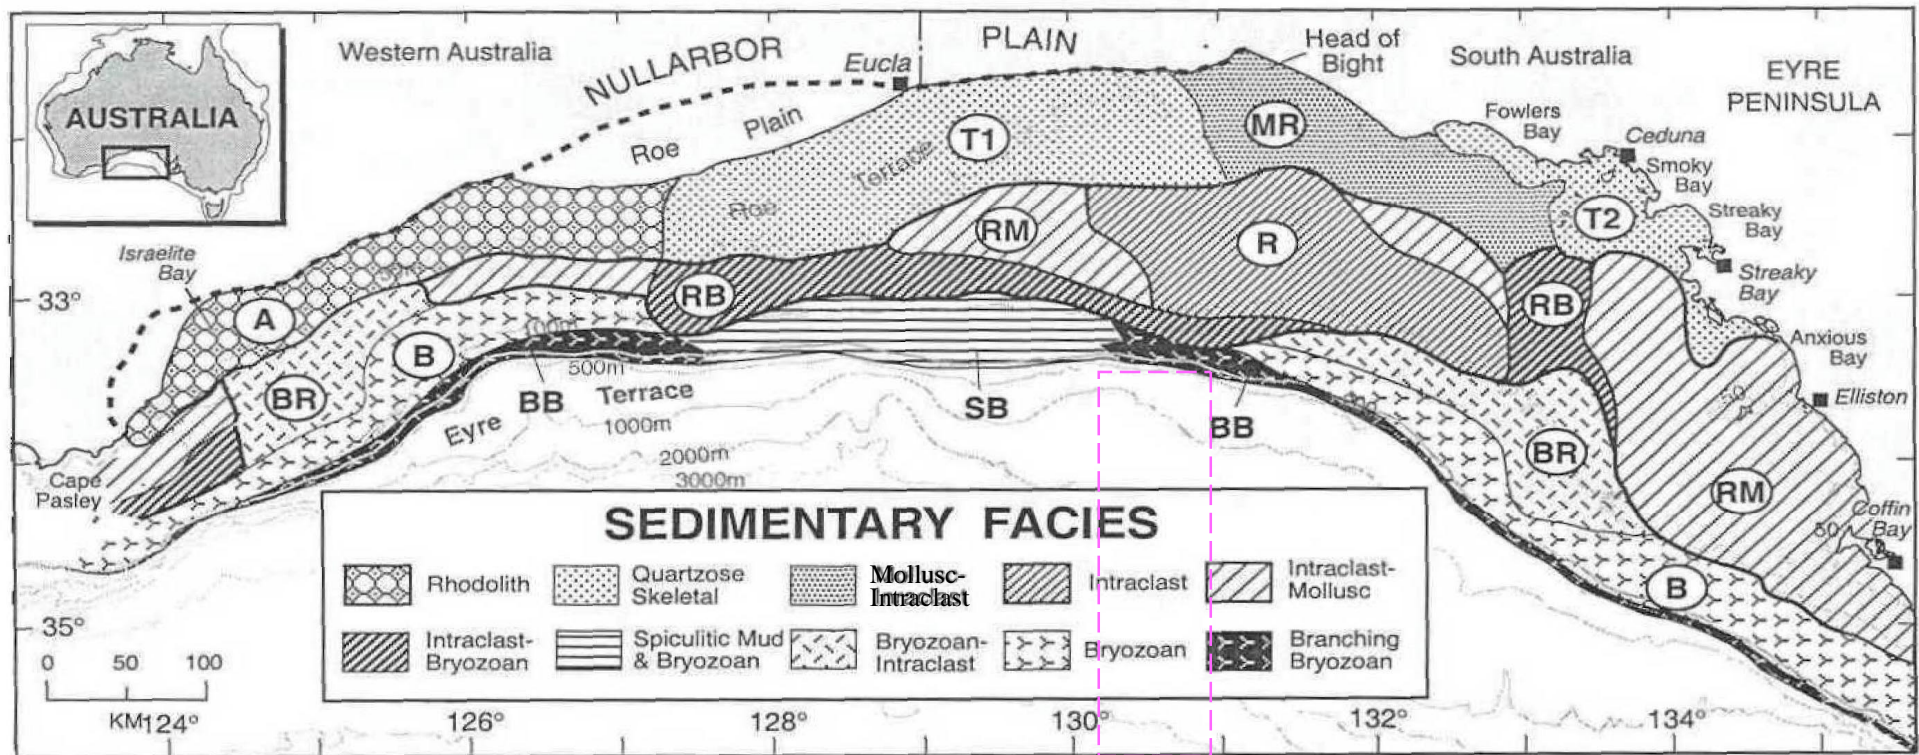 Western Australia
NULLARBOR
PLAIN
Eucla
Head of
Bight
South Australia
EYRE
PENINSULA
AUSTRALIA
Roe
Plain
T1
MR
Fowlers
Bay
Ceduna
Smoky
Bay
Roe
Terrace
RM
R
T2
Streaky
Bay
Israelite
Bay
Streaky
Bay
33°
A
RB
RB
100m
B
Anxious
Bay
500m
BR
BB
Terrace
SB
BB
Elliston
Eyre
1000m
50
BR
2000m
3000m
Cape
Pasley
RM
Coffin
Bay
50
SEDIMENTARY FACIES
Rhodolith
Quartzose
Skeletal
Mollusc-
Intraclast
Intraclast
Intraclast-
Mollusc
B
35°
Intraclast-
Bryozoan
Spiculitic Mud
& Bryozoan
Bryozoan-
Intraclast
Bryozoan
Branching
Bryozoan
0 50 100
KM
124° 126° 128° 130° 132° 134°